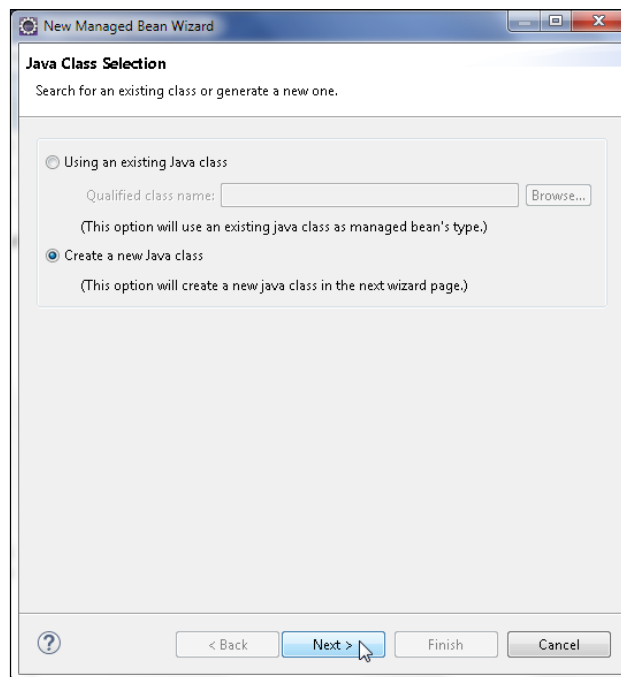 New Managed Bean Wizard
Java Class Selection
Search for an existing class or generate a new one.
Using an existing Java class
Qualified class name:
Browse...
(This option will use an existing java class as managed bean's type.)
Create a new Java class
(This option will create a new java class in the next wizard page.)
?
< Back
Next >
Finish
Cancel